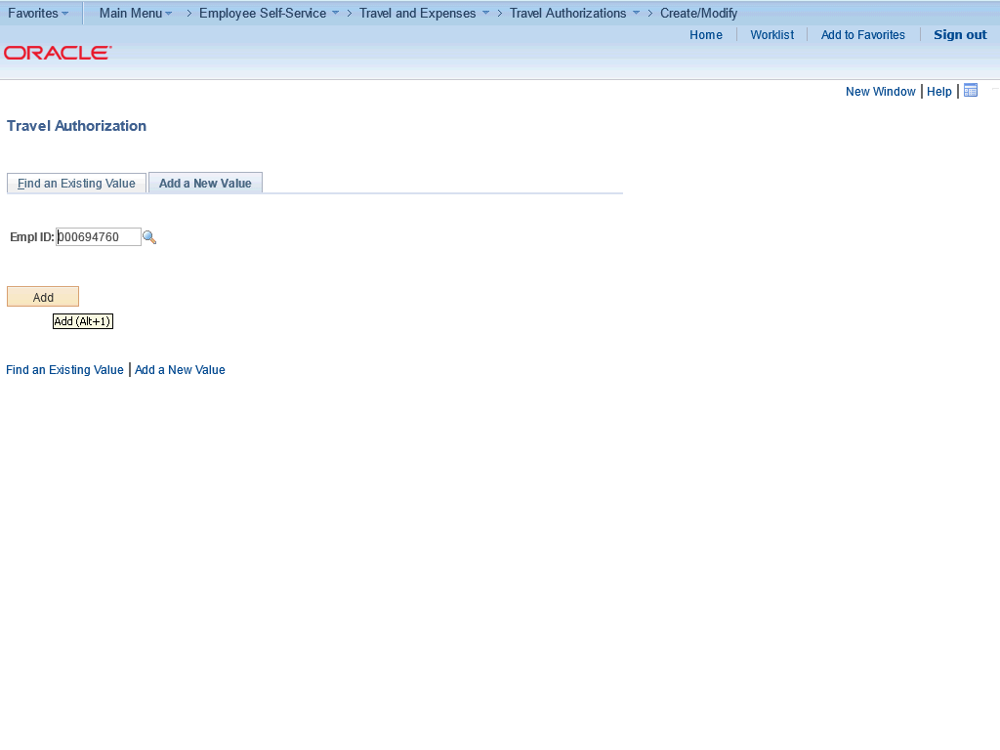 Favorites Main Menu > Employee Self-Service > Travel and Expenses > Travel Authorizations > Create/Modify
Home Worklist Add to Favorites Sign out
ORACLE
New Window | Help |
Travel Authorization
Find an Existing Value Add a New Value
Empl ID: 000694760
Add
Add (Alt+1)
Find an Existing Value | Add a New Value